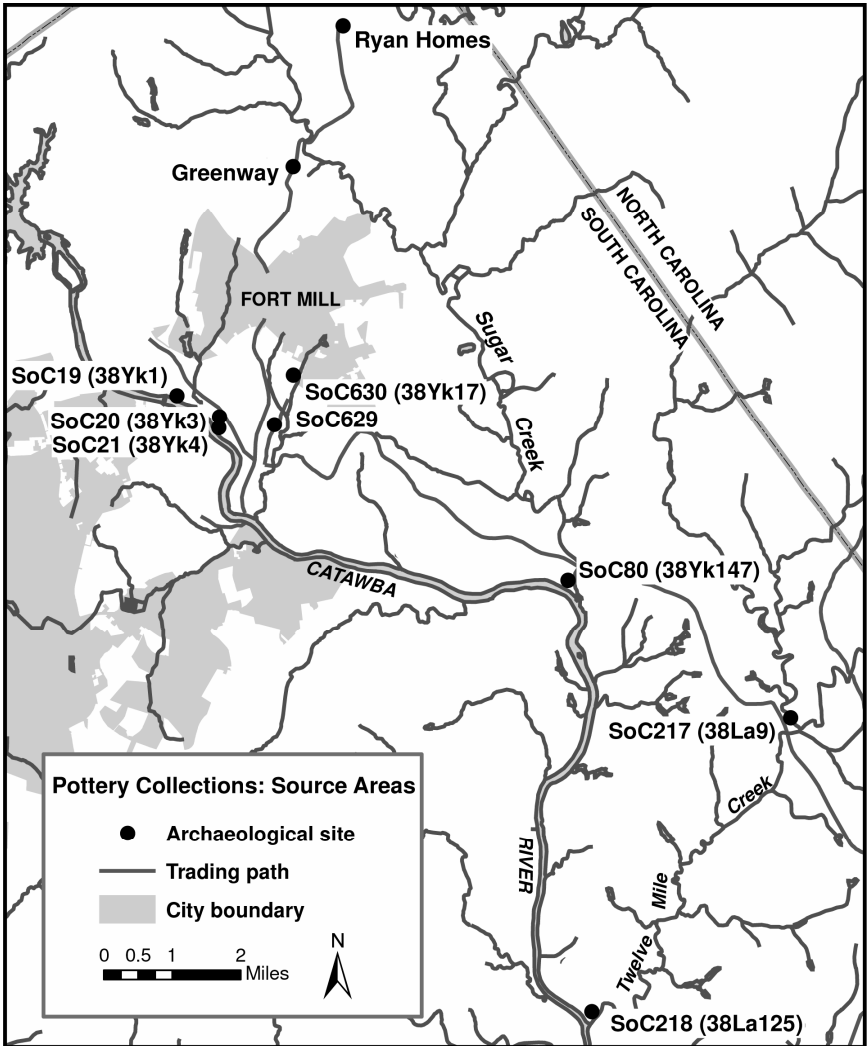 Ryan Homes
Greenway
NORTH CAROLINA
SOUTH CAROLINA
FORT MILL
Sugar
Creek
SoC19 (38Yk1)
SoC630 (38Yk17)
SoC20 (38Yk3)
SoC629
SoC21 (38Yk4)
CATAWBA
SoC80 (38Yk147)
SoC217 (38La9)
Creek
RIVER
Mile
Twelve
SoC218 (38La125)
Pottery Collections: Source Areas
Archaeological site
Trading path
City boundary
0 0.5 1 2
Miles
N